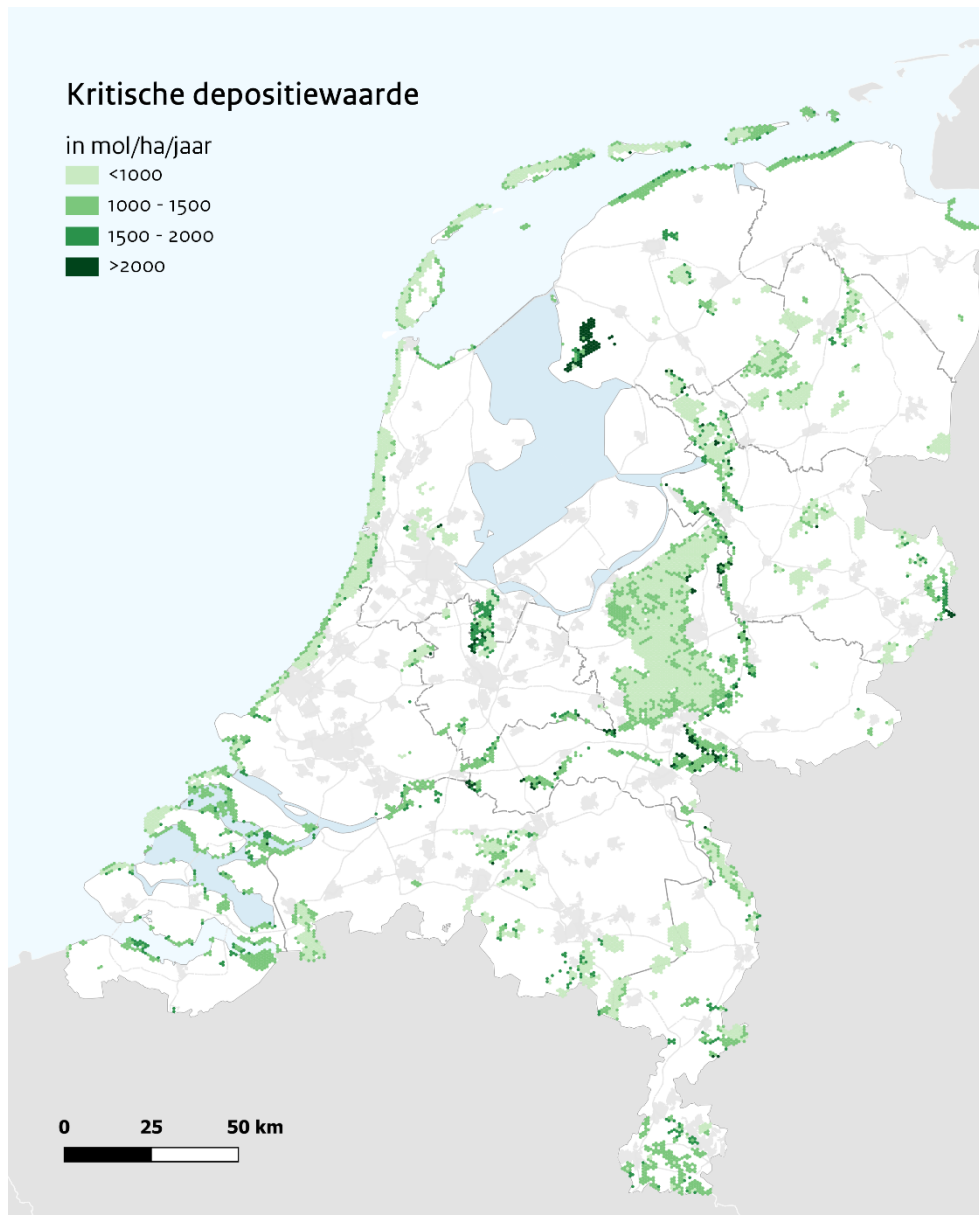 Kritische depositiewaarde
in mol/ha/jaar
<1000
1000 - 1500
1500 - 2000
>2000
0 25 50 km